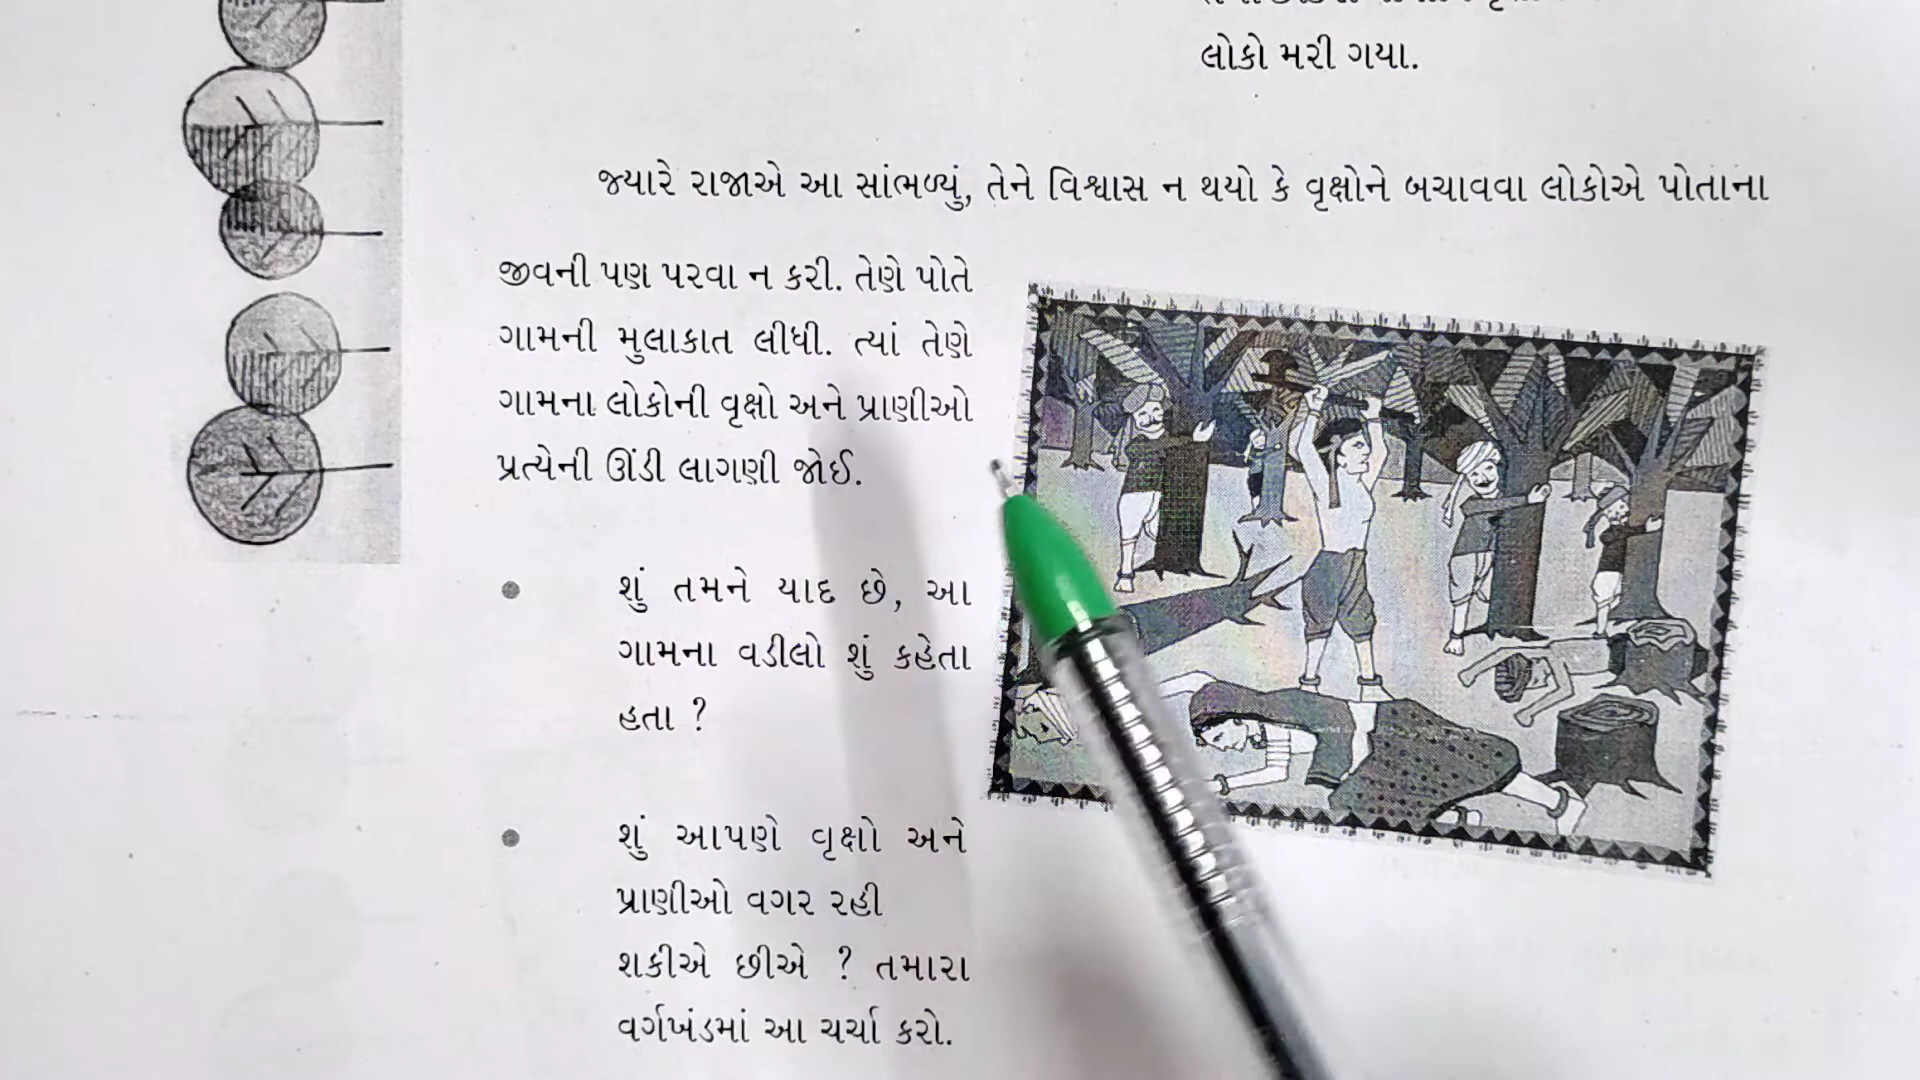 લોકો મરી ગયા.
જ્યારે રાજાએ આ સાંભળ્યું, તેને વિશ્વાસ ન થયો કે વૃક્ષોને બચાવવા લોકોએ પોતાના
જીવની પણ પરવા ન કરી. તેણે પોતે
ગામની મુલાકાત લીધી. ત્યાં તેણે
ગામના લોકોની વૃક્ષો અને પ્રાણીઓ
પ્રત્યેની ઊંડી લાગણી જોઈ.
• શું તમને યાદ છે, આ
ગામના વડીલો શું કહેતા
હતા ?
• શું આપણે વૃક્ષો અને
પ્રાણીઓ વગર રહી
શકીએ છીએ ? તમારા
વર્ગખંડમાં આ ચર્ચા કરો.